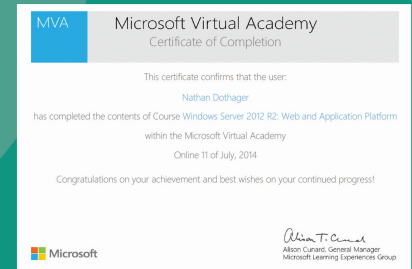 MVA
Microsoft Virtual Academy
Certificate of Completion
This certificate confirms that the user:
Nathan Dothager
has completed the contents of Course Windows Server 2012 R2: Web and Application Platform
within the Microsoft Virtual Academy
Online 11 of July, 2014
Congratulations on your achievement and best wishes on your continued progress!
Alison T. Cunard
Alison Cunard, General Manager
Microsoft Learning Experiences Group
Microsoft